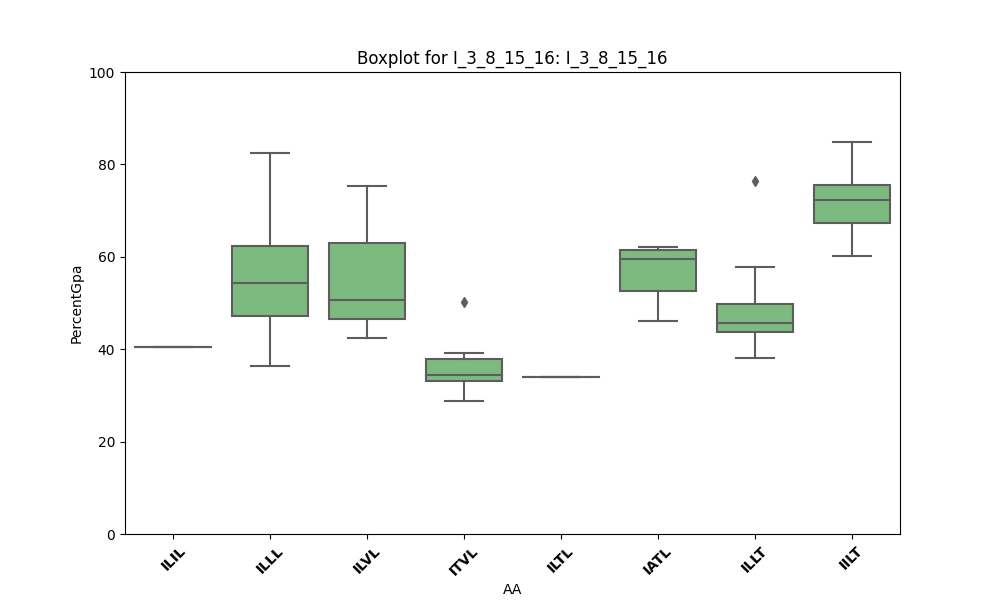 Boxplot for I_3_8_15_16: I_3_8_15_16
100
80
60
40
20
0
PercentGpa
ILIL
ILLL
ILVL
ITVL
ILTL
IATL
ILLT
IILT
AA